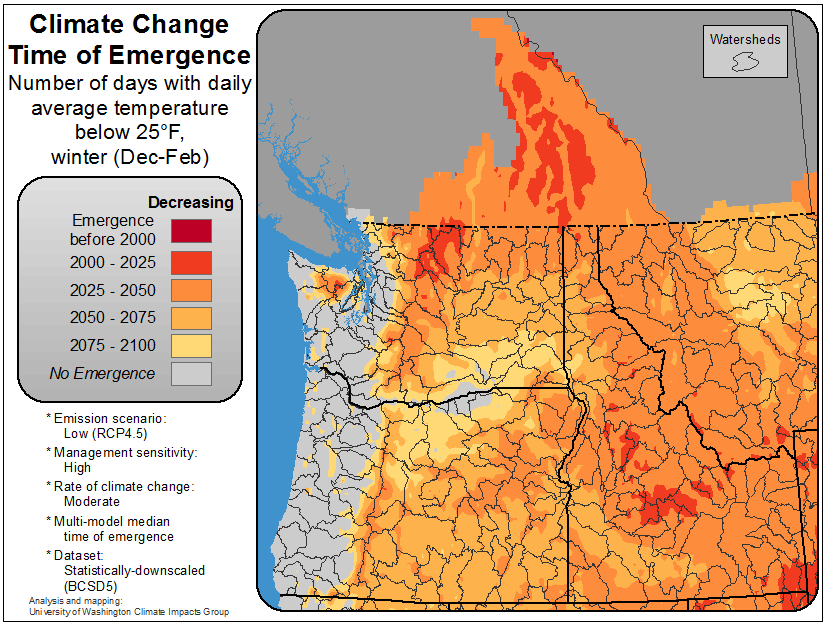 Climate Change
Time of Emergence
Number of days with daily
average temperature
below 25°F,
winter (Dec-Feb)
Decreasing
Emergence
before 2000
2000 - 2025
2025 - 2050
2050 - 2075
2075 - 2100
No Emergence
* Emission scenario:
Low (RCP4.5)
* Management sensitivity:
High
* Rate of climate change:
Moderate
* Multi-model median
time of emergence
* Dataset:
Statistically-downscaled
(BCSD5)
Analysis and mapping:
University of Washington Climate Impacts Group
Watersheds